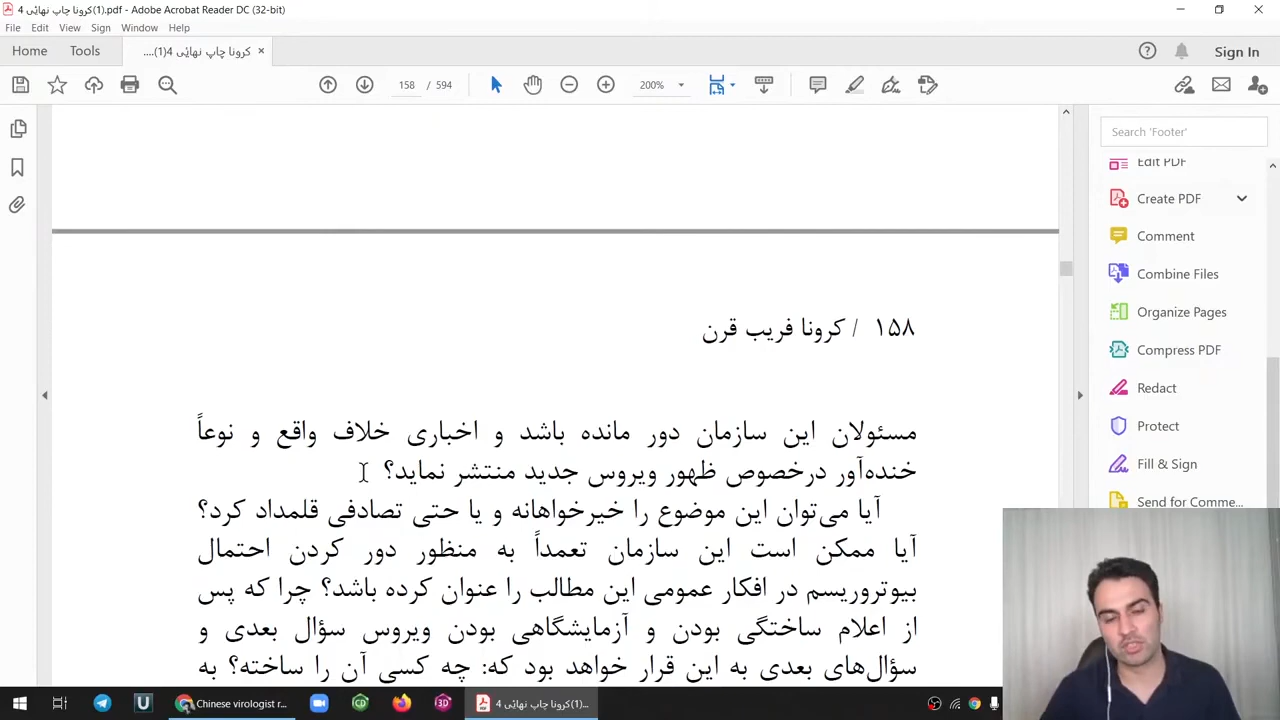 کرونا چاپ نهائی 4(1).pdf - Adobe Acrobat Reader DC (32-bit)
File Edit View Sign Window Help
Home Tools کرونا چاپ نهائی 4(1).... × Sign In
158 / 594 200%
Search 'Footer'
Edit PDF
Create PDF
Comment
Combine Files
Organize Pages
Compress PDF
Redact
Protect
Fill & Sign
Send for Comme...
۱۵۸ / کرونا فریب قرن
مسئولان این سازمان دور مانده باشد و اخباری خلاف واقع و نوعاً
خنده‌آور درخصوص ظهور ویروس جدید منتشر نماید؟
آیا می‌توان این موضوع را خیرخواهانه و یا حتی تصادفی قلمداد کرد؟
آیا ممکن است این سازمان تعمداً به منظور دور کردن احتمال
بیوتروریسم در افکار عمومی این مطالب را عنوان کرده باشد؟ چرا که پس
از اعلام ساختگی بودن و آزمایشگاهی بودن ویروس سؤال بعدی و
سؤال‌های بعدی به این قرار خواهد بود که: چه کسی آن را ساخته؟ به
Chinese virologist r...
کرونا چاپ نهائی 4(1)...